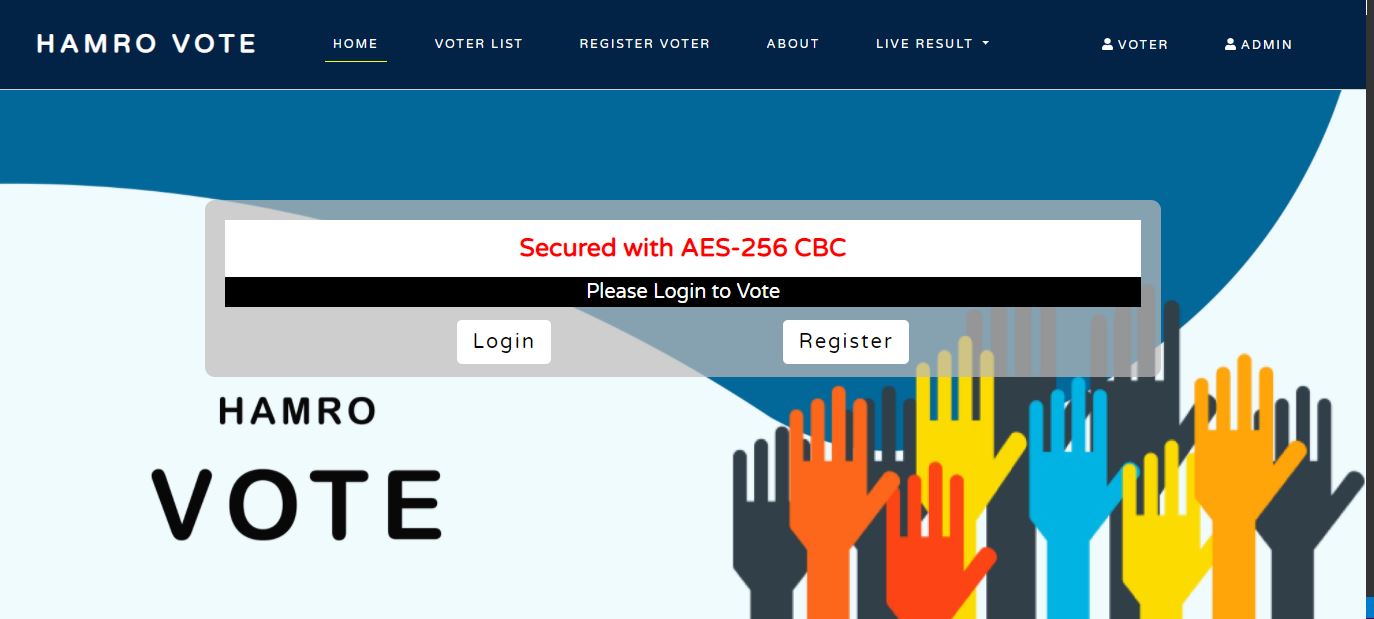 HAMRO VOTE HOME VOTER LIST REGISTER VOTER ABOUT LIVE RESULT VOTER ADMIN
Secured with AES-256 CBC
Please Login to Vote
Login Register
HAMRO
VOTE